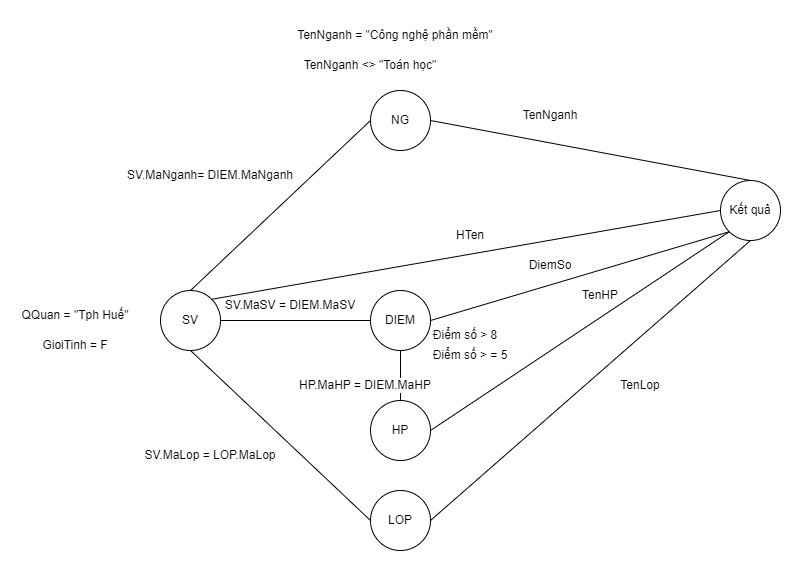 TenNganh = "Công nghệ phần mềm"
TenNganh <> "Toán học"
NG
TenNganh
SV.MaNganh= DIEM.MaNganh
Kết quả
HTen
DiemSo
TenHP
SV.MaSV = DIEM.MaSV
QQuan = "Tph Huế"
SV
DIEM
Điểm số > 8
GioiTinh = F
Điểm số > = 5
HP.MaHP = DIEM.MaHP
TenLop
HP
SV.MaLop = LOP.MaLop
LOP